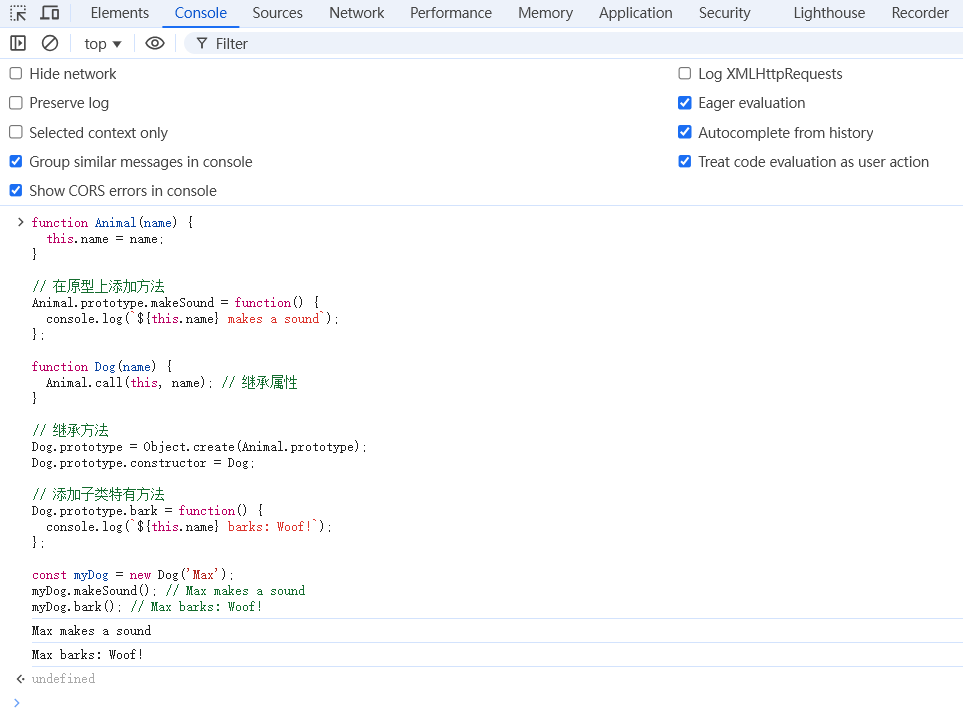 Elements Console Sources Network Performance Memory Application Security Lighthouse Recorder
top ▼ Filter
Hide network Log XMLHttpRequests
Preserve log Eager evaluation
Selected context only Autocomplete from history
Group similar messages in console Treat code evaluation as user action
Show CORS errors in console
function Animal(name) {
  this.name = name;
}
// 在原型上添加方法
Animal.prototype.makeSound = function() {
  console.log(`${this.name} makes a sound`);
};
function Dog(name) {
  Animal.call(this, name); // 继承属性
}
// 继承方法
Dog.prototype = Object.create(Animal.prototype);
Dog.prototype.constructor = Dog;
// 添加子类特有方法
Dog.prototype.bark = function() {
  console.log(`${this.name} barks: Woof!`);
};
const myDog = new Dog('Max');
myDog.makeSound(); // Max makes a sound
myDog.bark(); // Max barks: Woof!
Max makes a sound
Max barks: Woof!
undefined